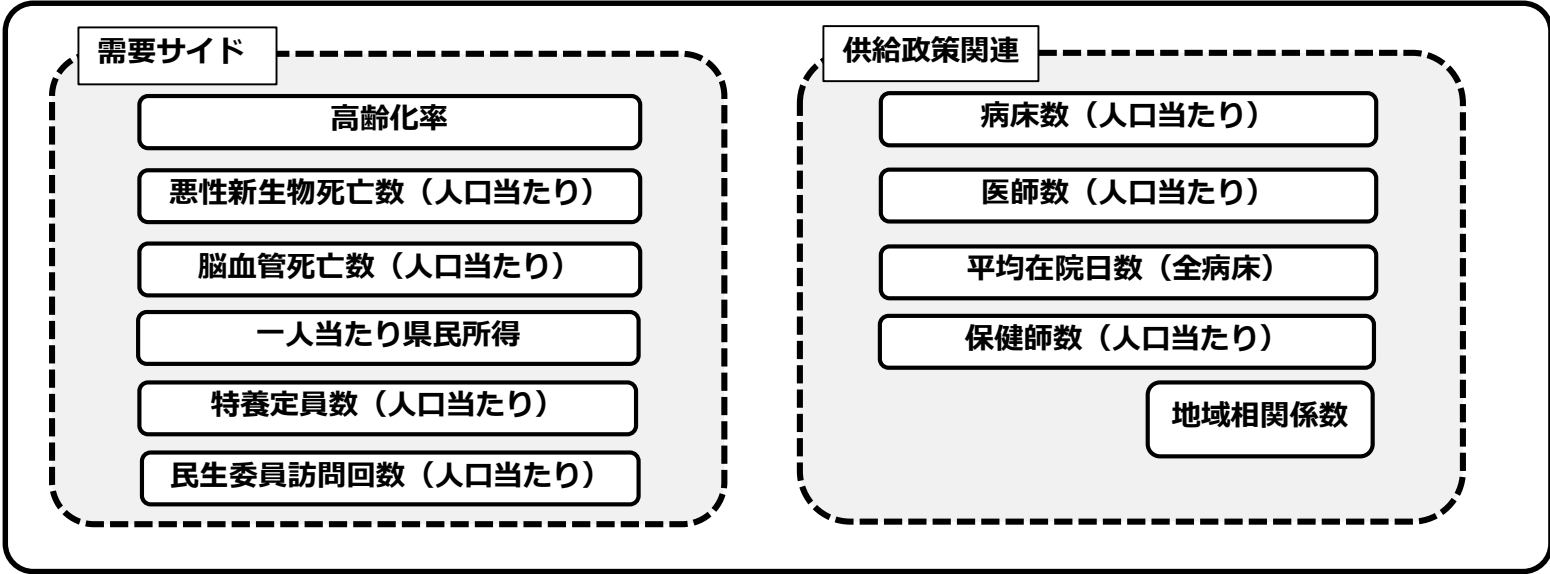 需要サイド
高齢化率
悪性新生物死亡数（人口当たり）
脳血管死亡数（人口当たり）
一人当たり県民所得
特養定員数（人口当たり）
民生委員訪問回数（人口当たり）
供給政策関連
病床数（人口当たり）
医師数（人口当たり）
平均在院日数（全病床）
保健師数（人口当たり）
地域相関係数